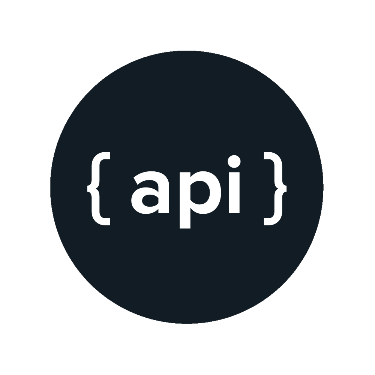 { api }